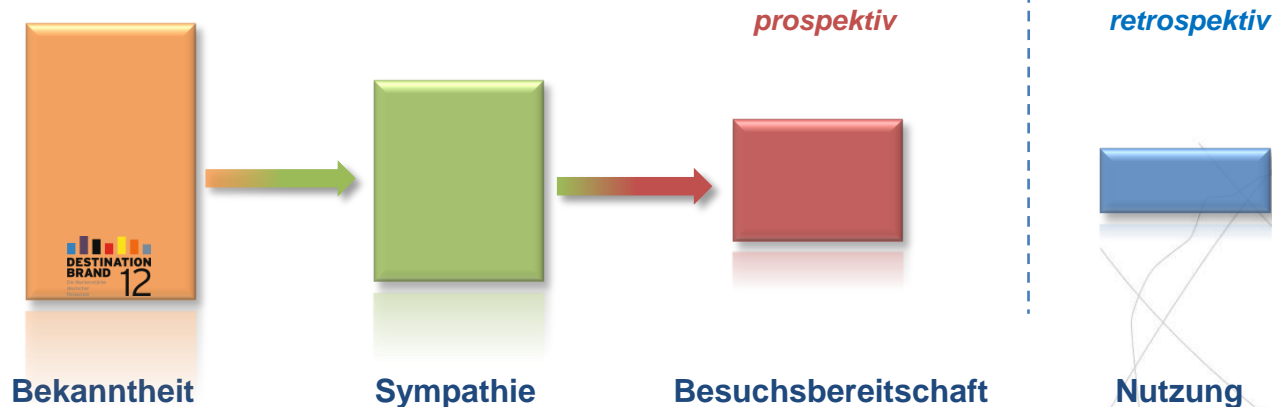 prospektiv
retrospektiv
DESTINATION
BRAND 12
Bekanntheit
Sympathie
Besuchsbereitschaft
Nutzung